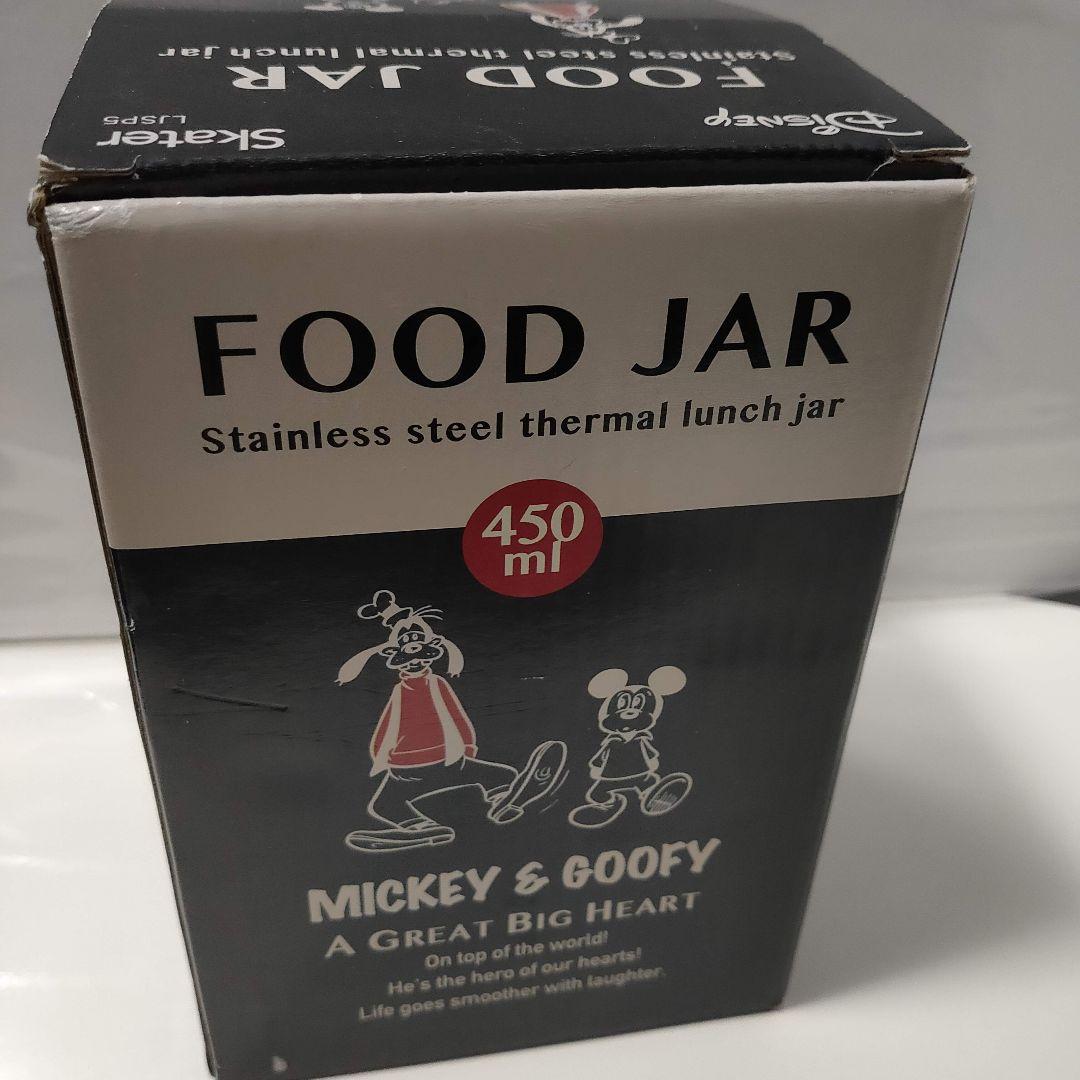 Stainless steel thermal lunch jar
FOOD JAR
Disney
Skater
LJSP5
FOOD JAR
Stainless steel thermal lunch jar
450
ml
MICKEY & GOOFY
A GREAT BIG HEART
On top of the world!
He's the hero of our hearts!
Life goes smoother with laughter.